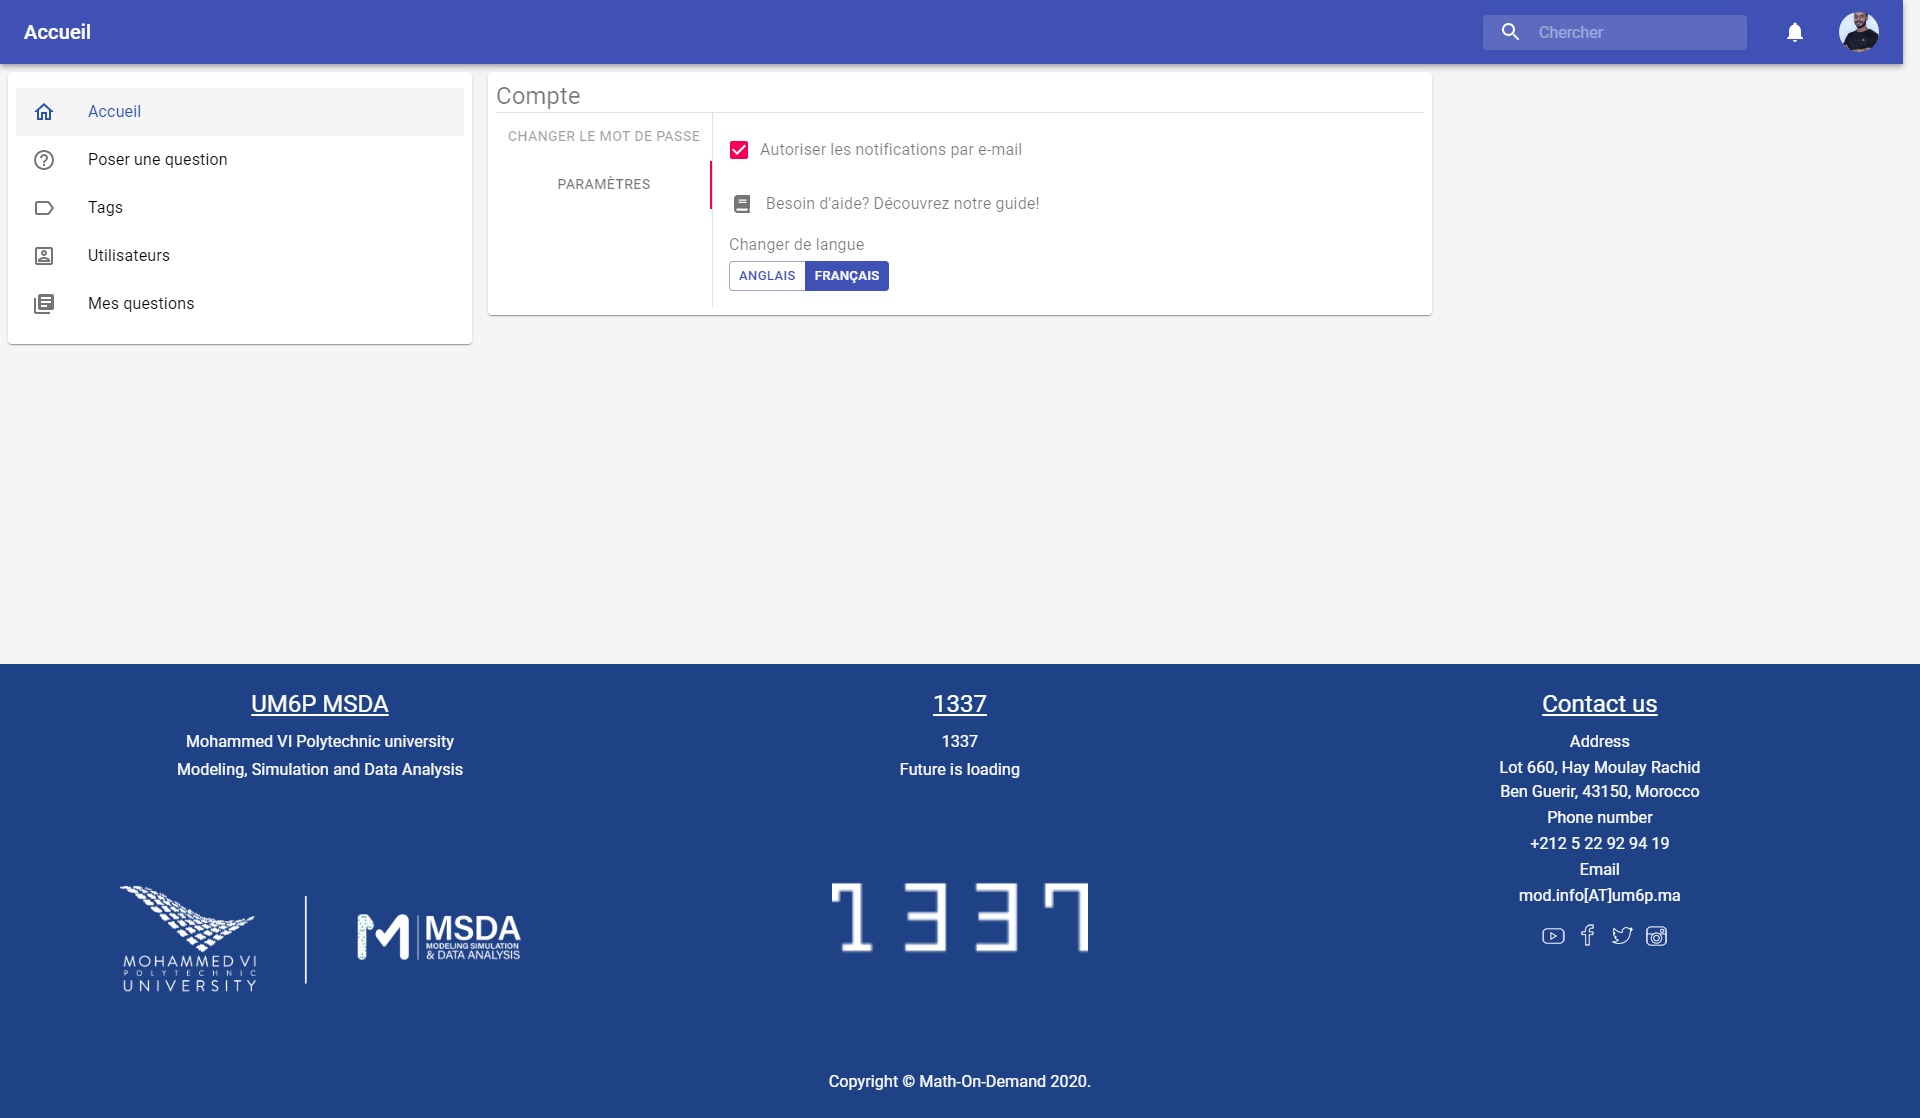 Accueil
Chercher
Accueil
Poser une question
Tags
Utilisateurs
Mes questions
Compte
CHANGER LE MOT DE PASSE
PARAMÈTRES
Autoriser les notifications par e-mail
Besoin d'aide? Découvrez notre guide!
Changer de langue
ANGLAIS FRANÇAIS
UM6P MSDA
Mohammed VI Polytechnic university
Modeling, Simulation and Data Analysis
MOHAMMED VI
POLYTECHNIC
UNIVERSITY
MSDA
MODELING SIMULATION
& DATA ANALYSIS
1337
1337
Future is loading
1337
Contact us
Address
Lot 660, Hay Moulay Rachid
Ben Guerir, 43150, Morocco
Phone number
+212 5 22 92 94 19
Email
mod.info[AT]um6p.ma
Copyright © Math-On-Demand 2020.